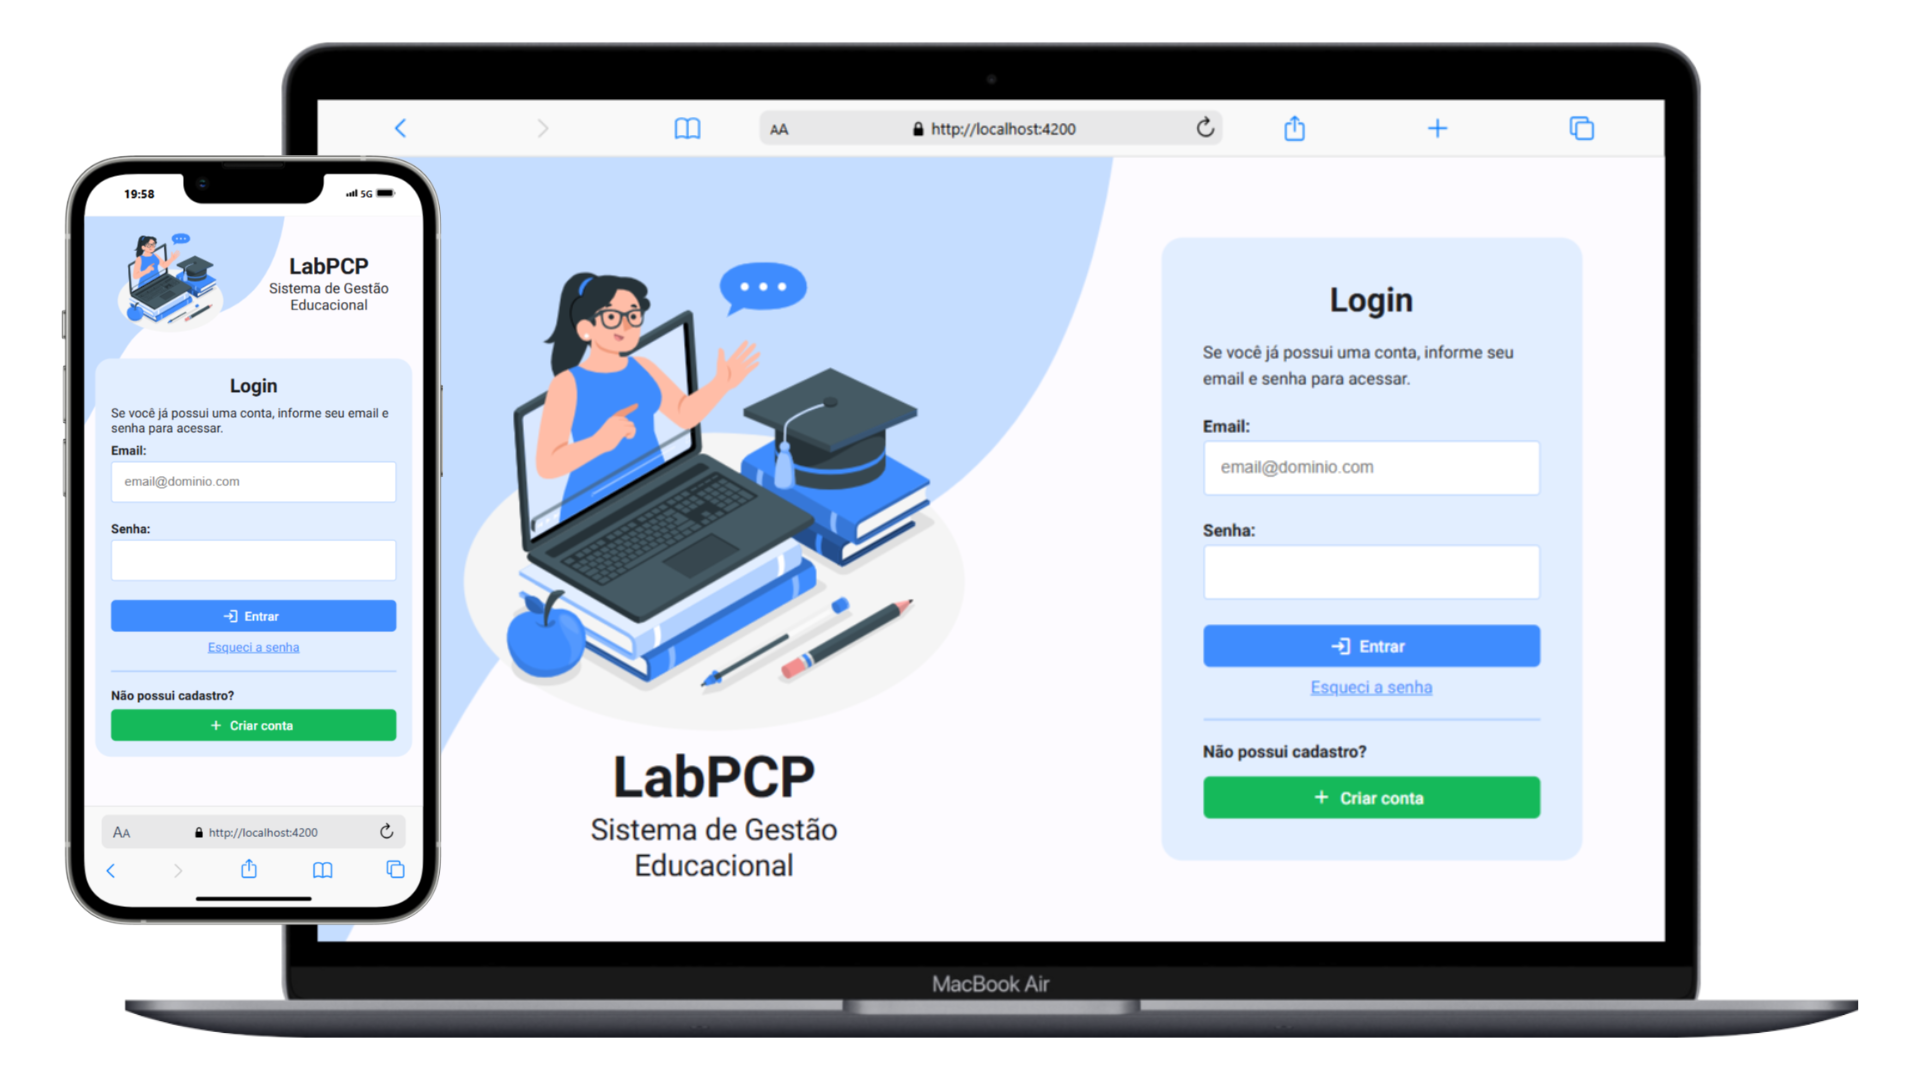 19:58
5G
LabPCP
Sistema de Gestão
Educacional
Login
Se você já possui uma conta, informe seu email e
senha para acessar.
Email:
email@dominio.com
Senha:
Entrar
Esqueci a senha
Não possui cadastro?
+ Criar conta
AA
http://localhost:4200
AA
http://localhost:4200
LabPCP
Sistema de Gestão
Educacional
Login
Se você já possui uma conta, informe seu
email e senha para acessar.
Email:
email@dominio.com
Senha:
Entrar
Esqueci a senha
Não possui cadastro?
+ Criar conta
MacBook Air